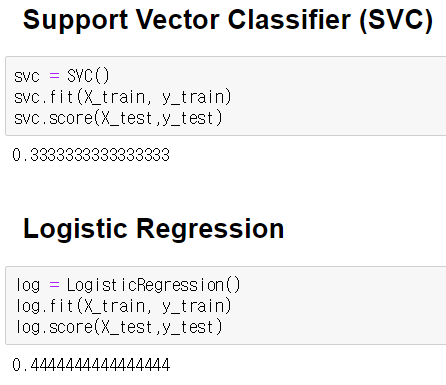 Support Vector Classifier (SVC)
svc = SVC()
svc.fit(X_train, y_train)
svc.score(X_test,y_test)
0.3333333333333333
Logistic Regression
log = LogisticRegression()
log.fit(X_train, y_train)
log.score(X_test,y_test)
0.4444444444444444